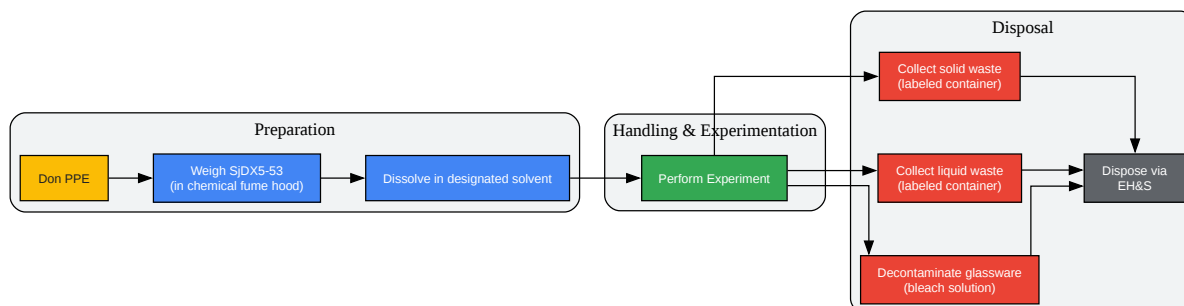 Disposal
Collect solid waste
(labeled container)
Preparation
Handling & Experimentation
Don PPE
Weigh SjDX5-53
(in chemical fume hood)
Dissolve in designated solvent
Perform Experiment
Collect liquid waste
(labeled container)
Dispose via
EH&S
Decontaminate glassware
(bleach solution)